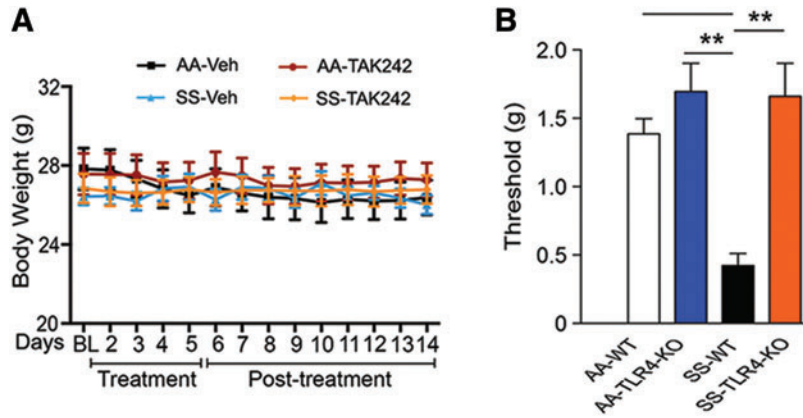 A
AA-Veh
AA-TAK242
SS-Veh
SS-TAK242
Body Weight (g)
32
28
24
20
Days BL 2 3 4 5 6 7 8 9 10 11 12 13 14
Treatment
Post-treatment
B
**
**
Threshold (g)
2.0
1.5
1.0
0.5
0
AA-WT
AA-TLR4-KO
SS-WT
SS-TLR4-KO